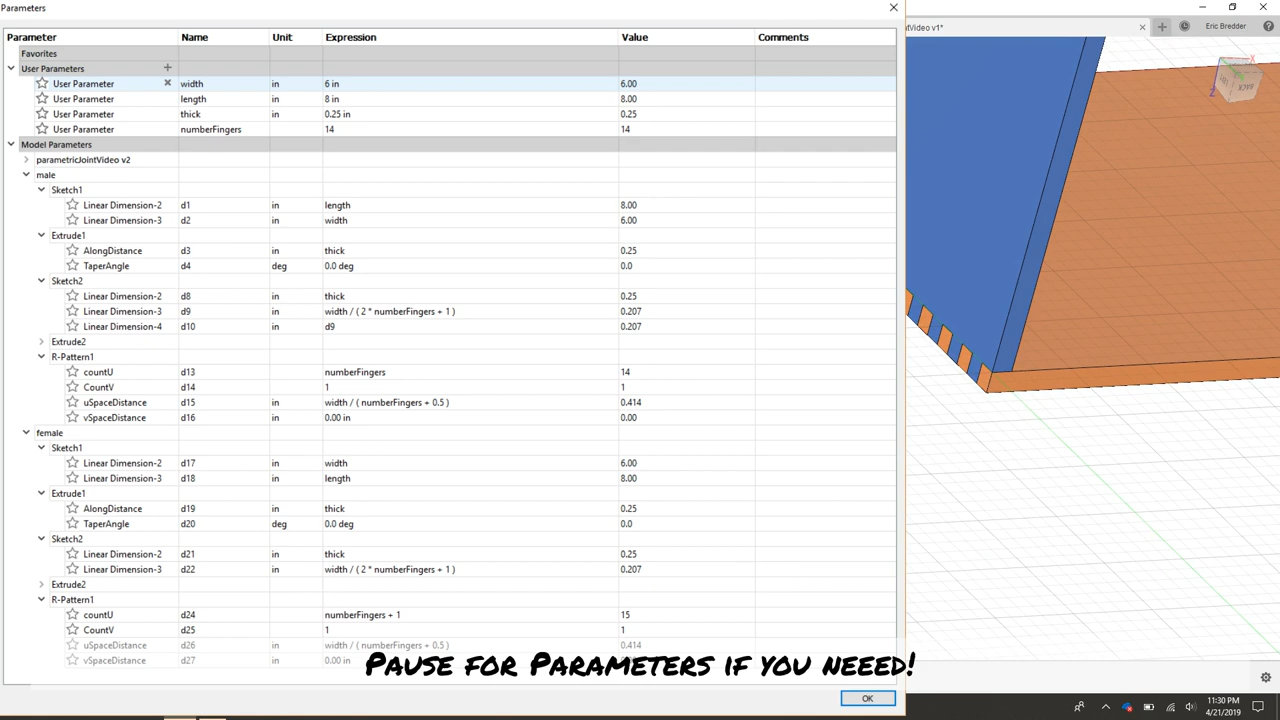 Parameters
Parameter Name Unit Expression Value Comments
Favorites
User Parameters
User Parameter width in 6 in 6.00
User Parameter length in 8 in 8.00
User Parameter thick in 0.25 in 0.25
User Parameter numberFingers 14 14
Model Parameters
parametricJointVideo v2
male
Sketch1
Linear Dimension-2 d1 in length 8.00
Linear Dimension-3 d2 in width 6.00
Extrude1
AlongDistance d3 in thick 0.25
TaperAngle d4 deg 0.0 deg 0.0
Sketch2
Linear Dimension-2 d8 in thick 0.25
Linear Dimension-3 d9 in width / ( 2 * numberFingers + 1 ) 0.207
Linear Dimension-4 d10 in d9 0.207
Extrude2
R-Pattern1
countU d13 numberFingers 14
CountV d14 1 1
uSpaceDistance d15 in width / ( numberFingers + 0.5 ) 0.414
vSpaceDistance d16 in 0.00 in 0.00
female
Sketch1
Linear Dimension-2 d17 in width 6.00
Linear Dimension-3 d18 in length 8.00
Extrude1
AlongDistance d19 in thick 0.25
TaperAngle d20 deg 0.0 deg 0.0
Sketch2
Linear Dimension-2 d21 in thick 0.25
Linear Dimension-3 d22 in width / ( 2 * numberFingers + 1 ) 0.207
Extrude2
R-Pattern1
countU d24 numberFingers + 1 15
CountV d25 1 1
uSpaceDistance d26 in width / ( numberFingers + 0.5 ) 0.414
vSpaceDistance d27 in 0.00 in
Pause for Parameters if you neeed!
OK
tVideo v1*
Eric Bredder
X
Z
BACK
11:30 PM
4/21/2019